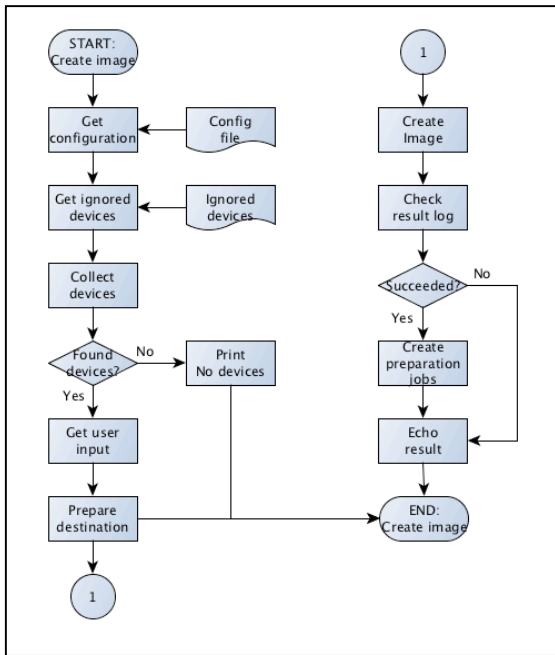 START:
Create image
Get
configuration
Config
file
Get ignored
devices
Ignored
devices
Collect
devices
Found
devices?
No
Print
No devices
Yes
Get user
input
Prepare
destination
1
1
Create
Image
Check
result log
Succeeded?
No
Yes
Create
preparation
jobs
Echo
result
END:
Create image